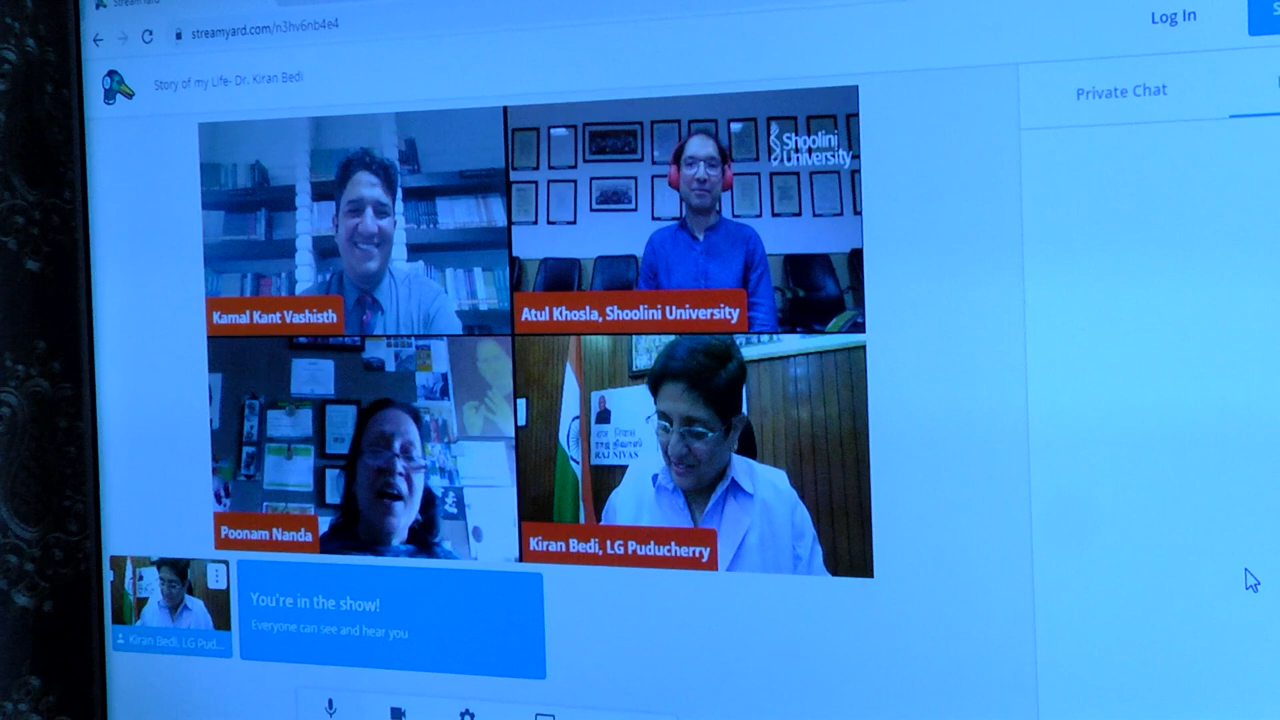 StreamYard
streamyard.com/n3hv6nb4e4
Log In
Story of my Life- Dr. Kiran Bedi
Private Chat
Shoolini
University
Kamal Kant Vashisth
Atul Khosla, Shoolini University
राज निवास
RAJ NIVAS
Poonam Nanda
Kiran Bedi, LG Puducherry
You're in the show!
Everyone can see and hear you
Kiran Bedi, LG Pud...